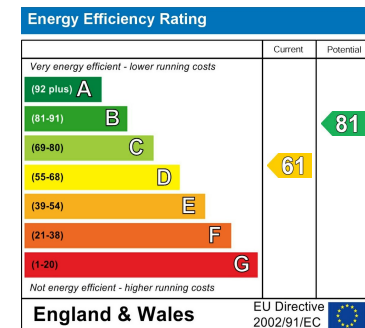 Energy Efficiency Rating
Current Potential
Very energy efficient - lower running costs
(92 plus) A
(81-91) B
81
(69-80) C
(55-68) D
61
(39-54) E
(21-38) F
(1-20) G
Not energy efficient - higher running costs
England & Wales
EU Directive
2002/91/EC